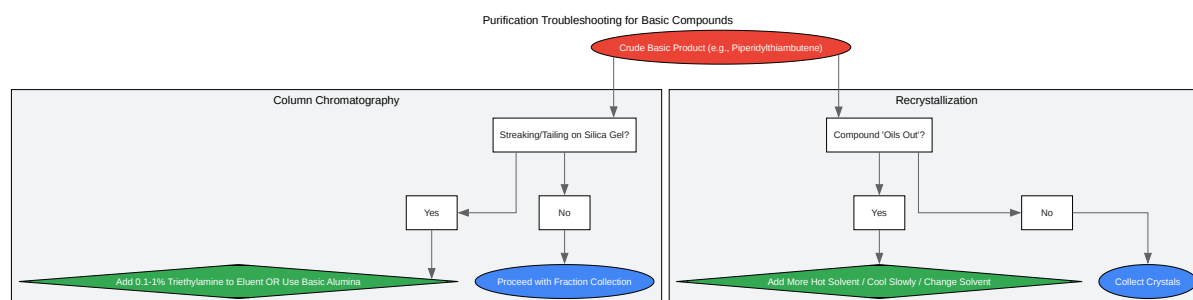 Purification Troubleshooting for Basic Compounds
Crude Basic Product (e.g., Piperidylthiambutene)
Column Chromatography
Streaking/Tailing on Silica Gel?
Yes
No
Add 0.1-1% Triethylamine to Eluent OR Use Basic Alumina
Proceed with Fraction Collection
Recrystallization
Compound 'Oils Out'?
Yes
No
Add More Hot Solvent / Cool Slowly / Change Solvent
Collect Crystals